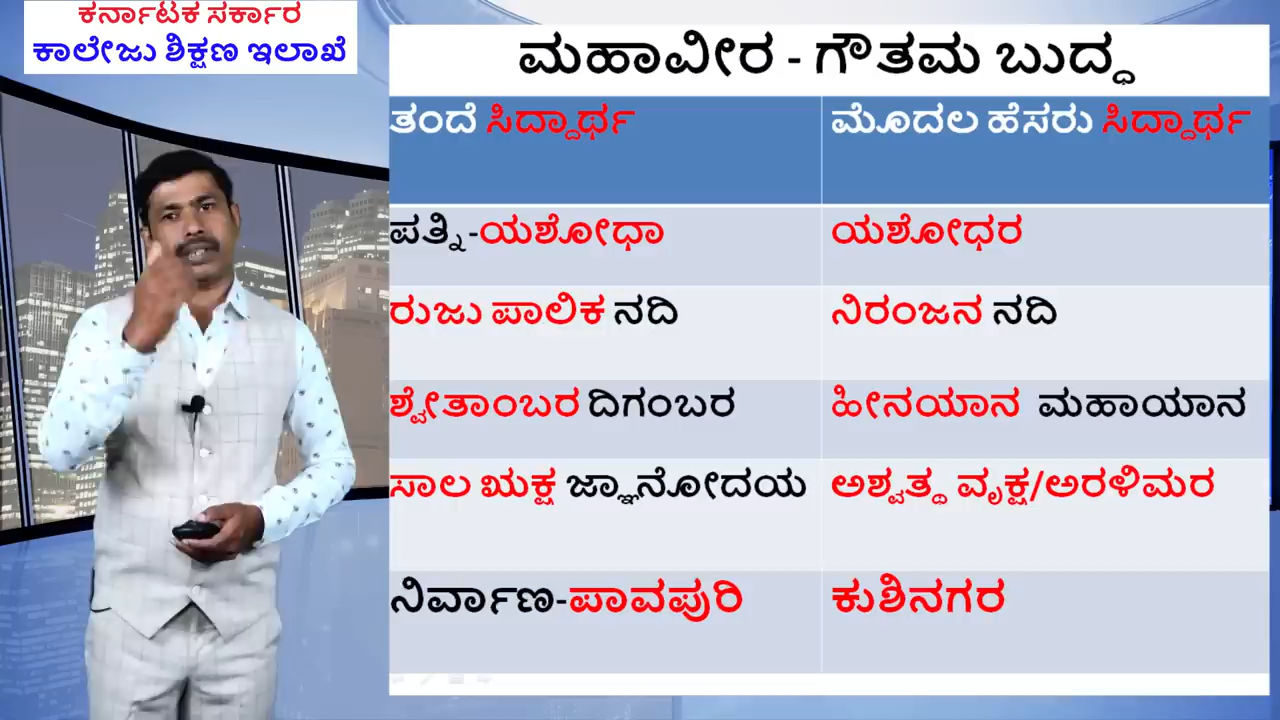 ಕರ್ನಾಟಕ ಸರ್ಕಾರ
ಕಾಲೇಜು ಶಿಕ್ಷಣ ಇಲಾಖೆ
ಮಹಾವೀರ - ಗೌತಮ ಬುದ್ಧ
ತಂದೆ ಸಿದ್ದಾರ್ಥ ಮೊದಲ ಹೆಸರು ಸಿದ್ದಾರ್ಥ
ಪತ್ನಿ -ಯಶೋಧಾ ಯಶೋಧರ
ರುಜು ಪಾಲಿಕ ನದಿ ನಿರಂಜನ ನದಿ
ಶ್ವೇತಾಂಬರ ದಿಗಂಬರ ಹೀನಯಾನ ಮಹಾಯಾನ
ಸಾಲ ಋಕ್ಷ ಜ್ಞಾನೋದಯ ಅಶ್ವತ್ಥ ವೃಕ್ಷ/ಅರಳಿಮರ
ನಿರ್ವಾಣ-ಪಾವಪುರಿ ಕುಶಿನಗರ